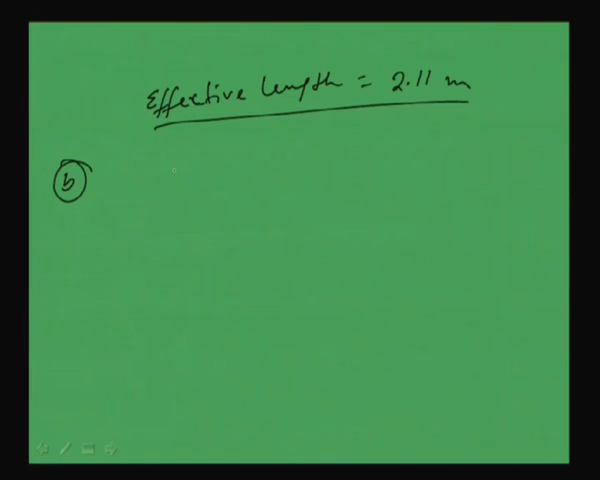 Effective length = 2.11 m
b